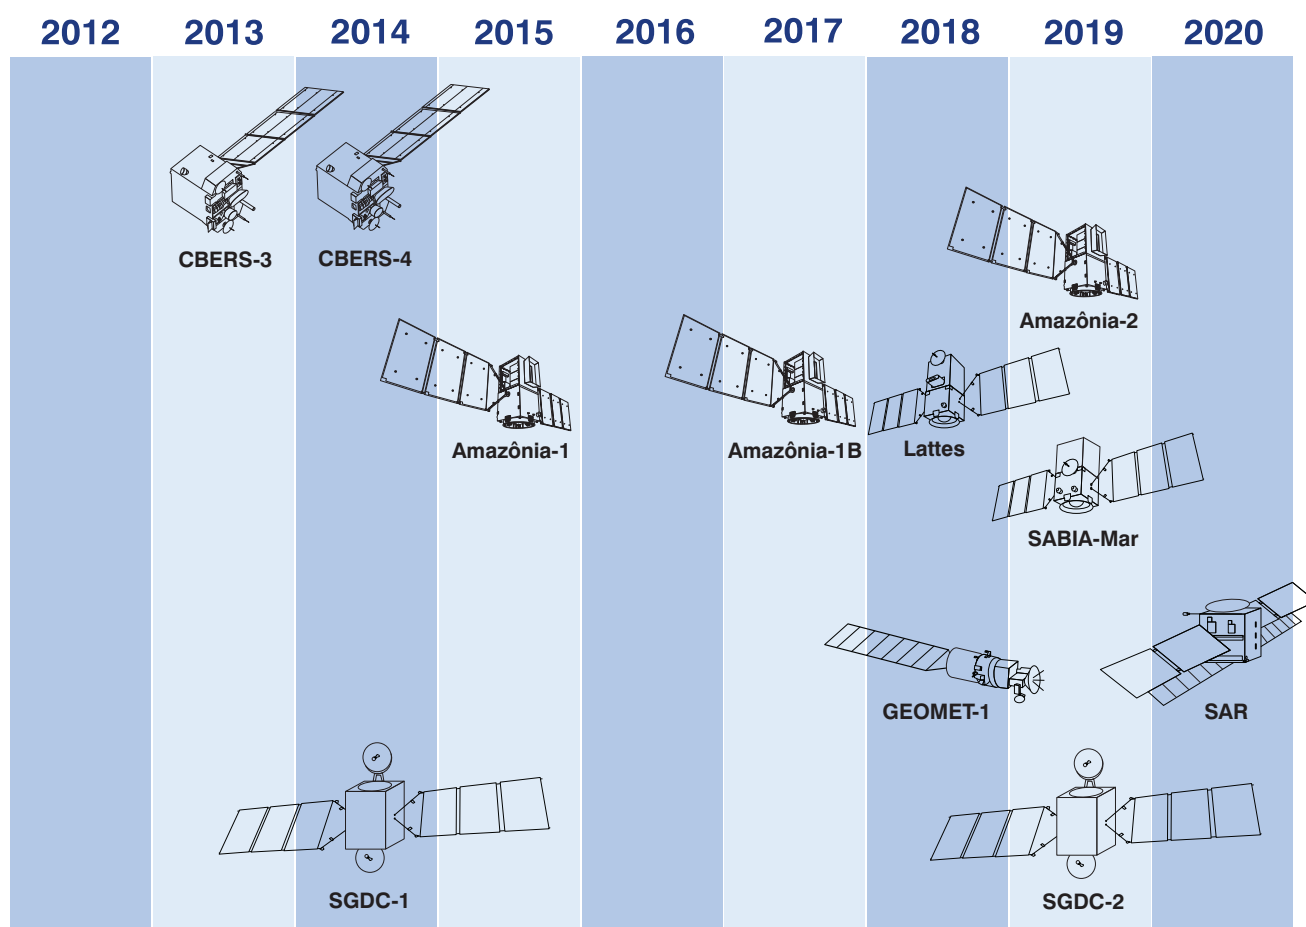 2012 2013 2014 2015 2016 2017 2018 2019 2020
CBERS-3 CBERS-4
Amazônia-2
Amazônia-1 Amazônia-1B Lattes
SABIA-Mar
GEOMET-1 SAR
SGDC-1 SGDC-2